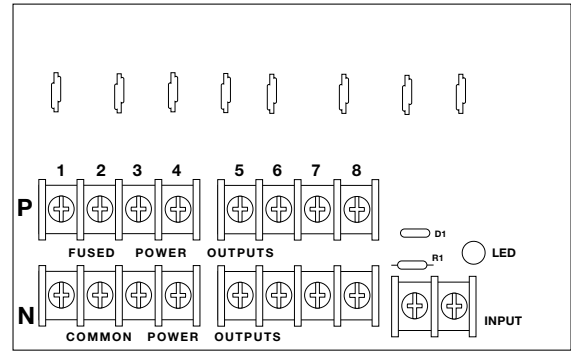 1 2 3 4 5 6 7 8
P
FUSED POWER OUTPUTS
D1
LED
R1
N
INPUT
COMMON POWER OUTPUTS